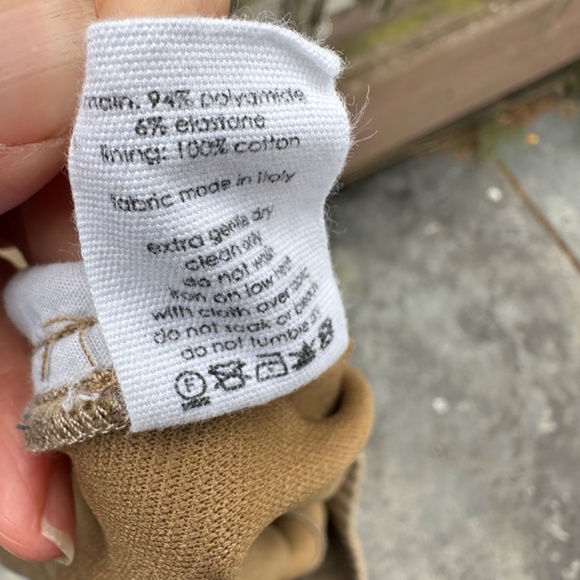 main: 94% polyamide
6% elastane
lining: 100% cotton
fabric made in italy
extra gentle dry
clean only
do not wash
iron on low heat
with cloth over fabric
do not soak or bleach
do not tumble dry
F